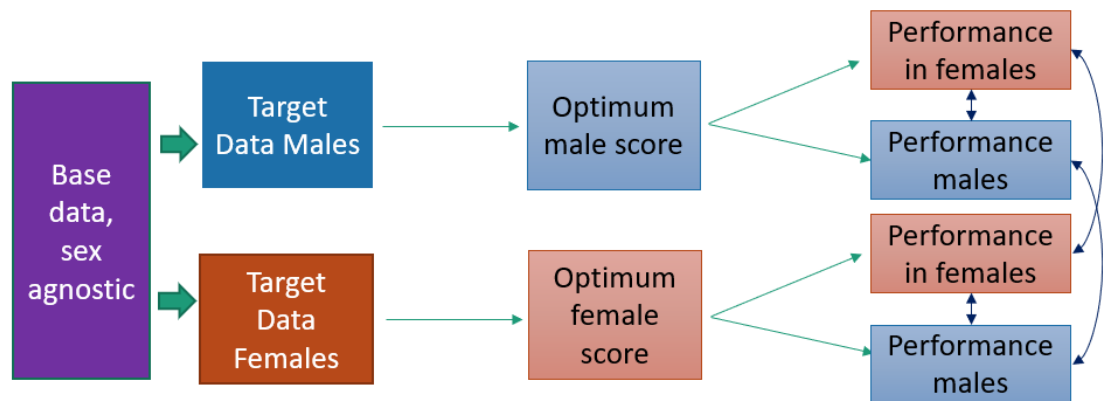 Base
data,
sex
agnostic
Target
Data Males
Optimum
male score
Performance
in females
Performance
males
Target
Data
Females
Optimum
female
score
Performance
in females
Performance
males